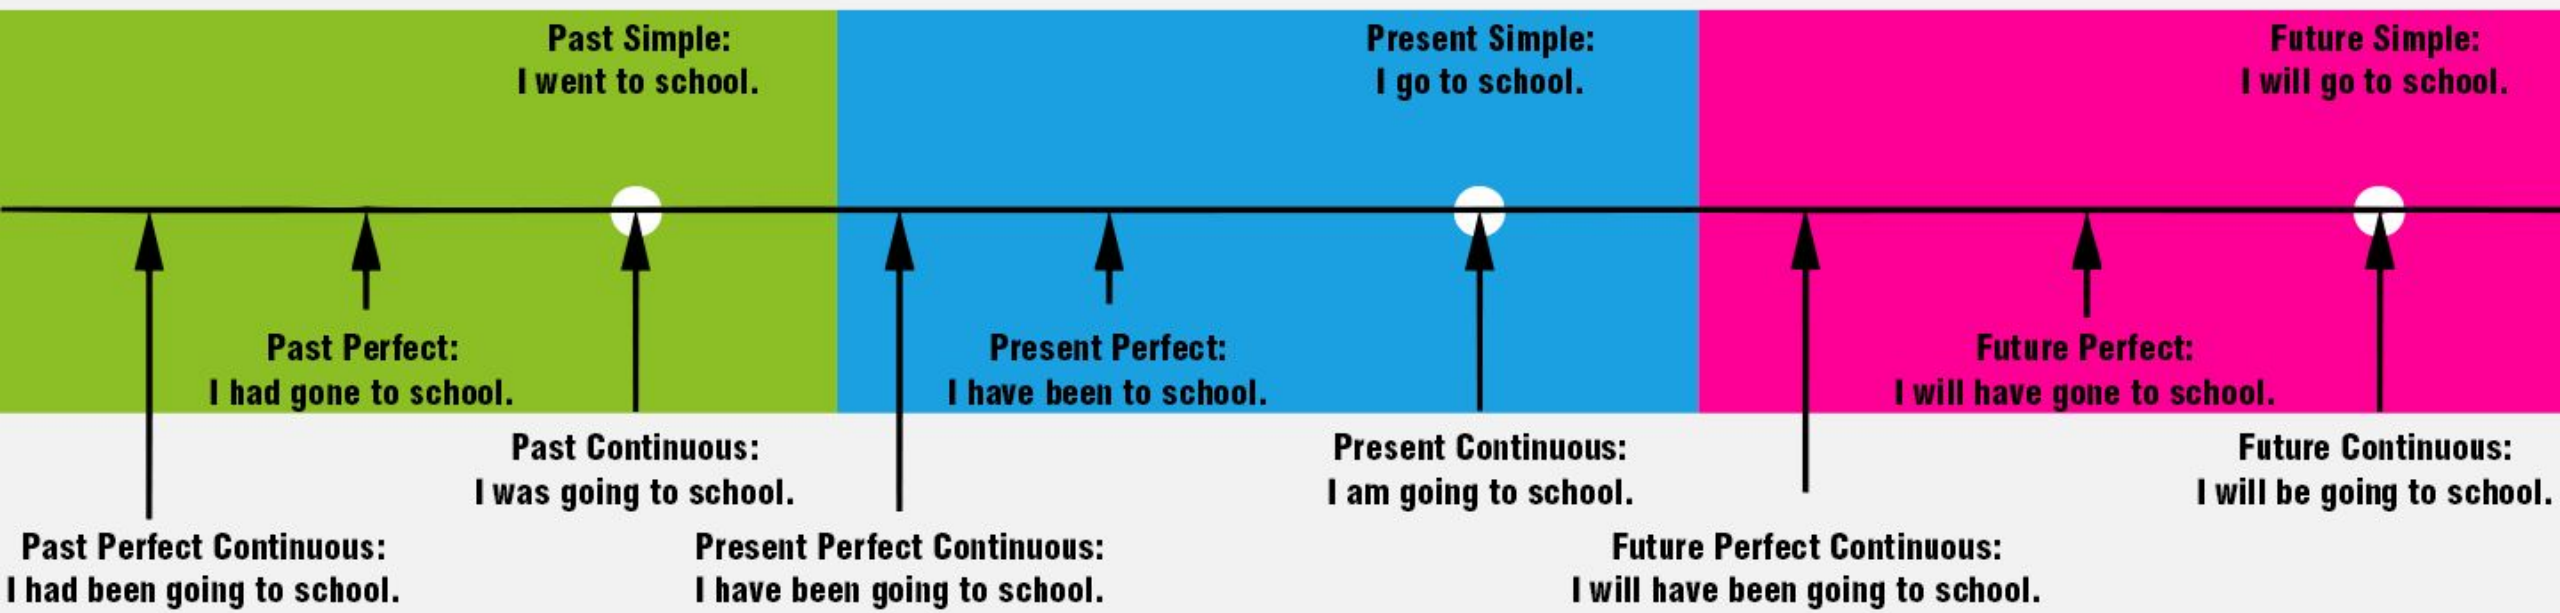 Past Simple:
I went to school.
Present Simple:
I go to school.
Future Simple:
I will go to school.
Past Perfect:
I had gone to school.
Present Perfect:
I have been to school.
Future Perfect:
I will have gone to school.
Past Continuous:
I was going to school.
Present Continuous:
I am going to school.
Future Continuous:
I will be going to school.
Past Perfect Continuous:
I had been going to school.
Present Perfect Continuous:
I have been going to school.
Future Perfect Continuous:
I will have been going to school.